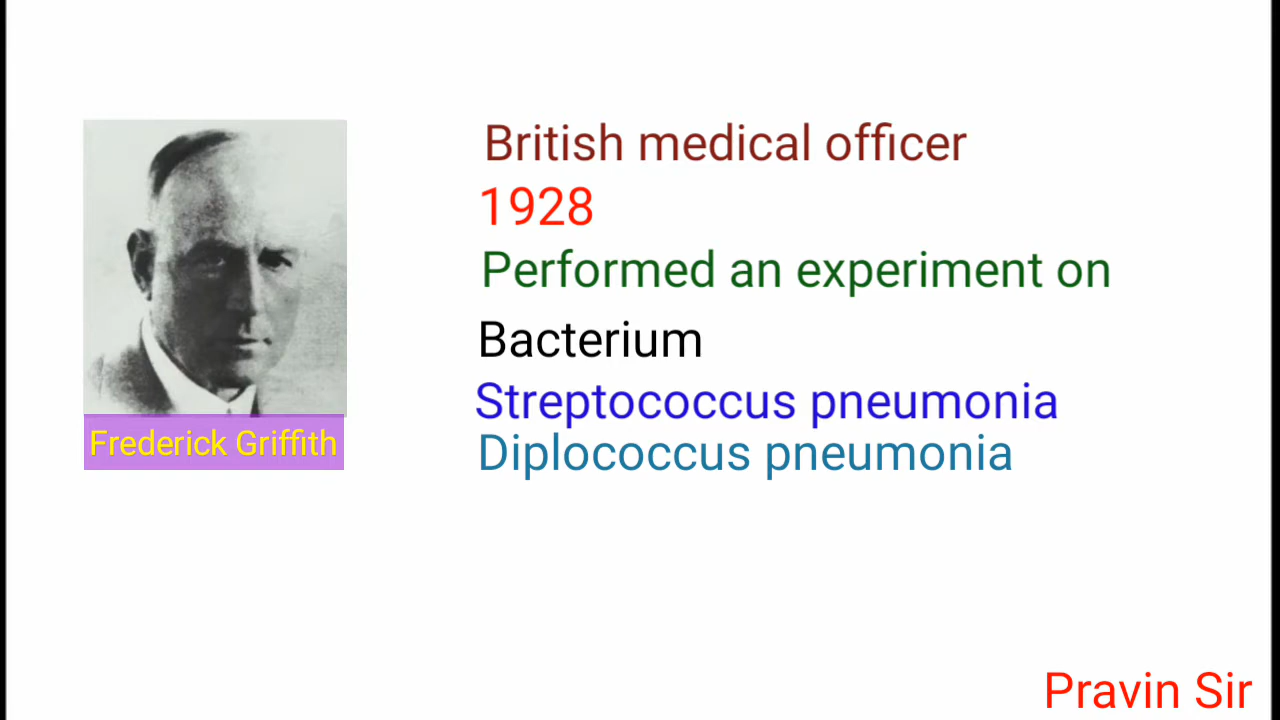 British medical officer
1928
Performed an experiment on
Bacterium
Streptococcus pneumonia
Diplococcus pneumonia
Frederick Griffith
Pravin Sir